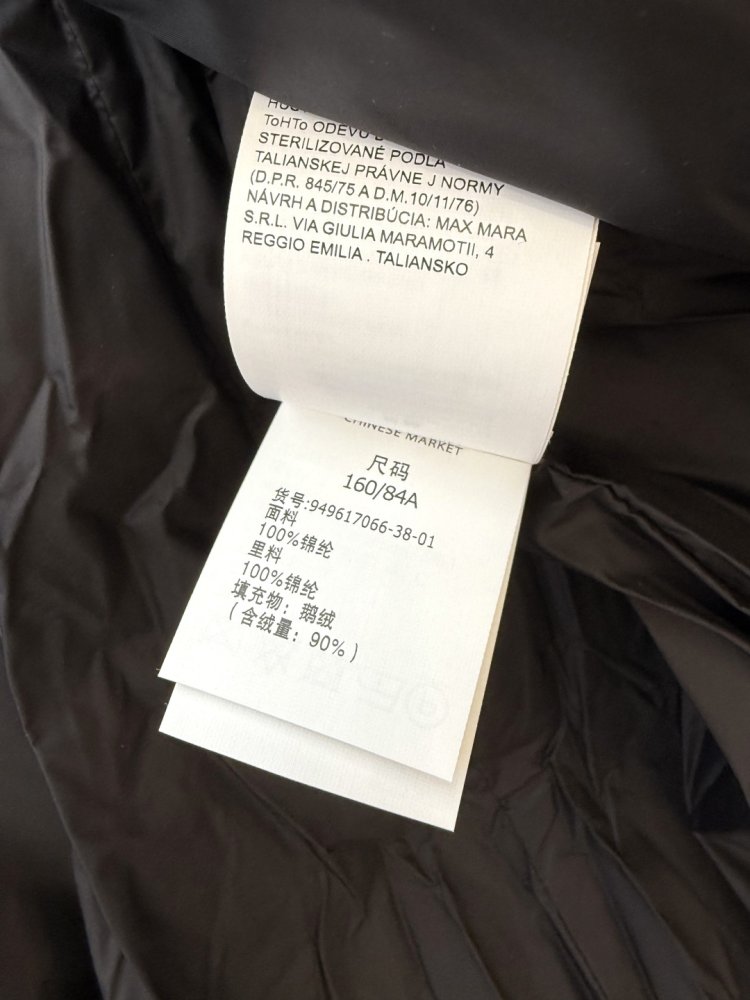 ToHTo ODEVU
STERILIZOVANÉ PODLA
TALIANSKEJ PRÁVNE J NORMY
(D.P.R. 845/75 A D.M.10/11/76)
NÁVRH A DISTRIBÚCIA: MAX MARA
S.R.L. VIA GIULIA MARAMOTII, 4
REGGIO EMILIA . TALIANSKO
CHINESE MARKET
尺码
160/84A
货号:949617066-38-01
面料
100%锦纶
里料
100%锦纶
填充物：鹅绒
(含绒量：90%)